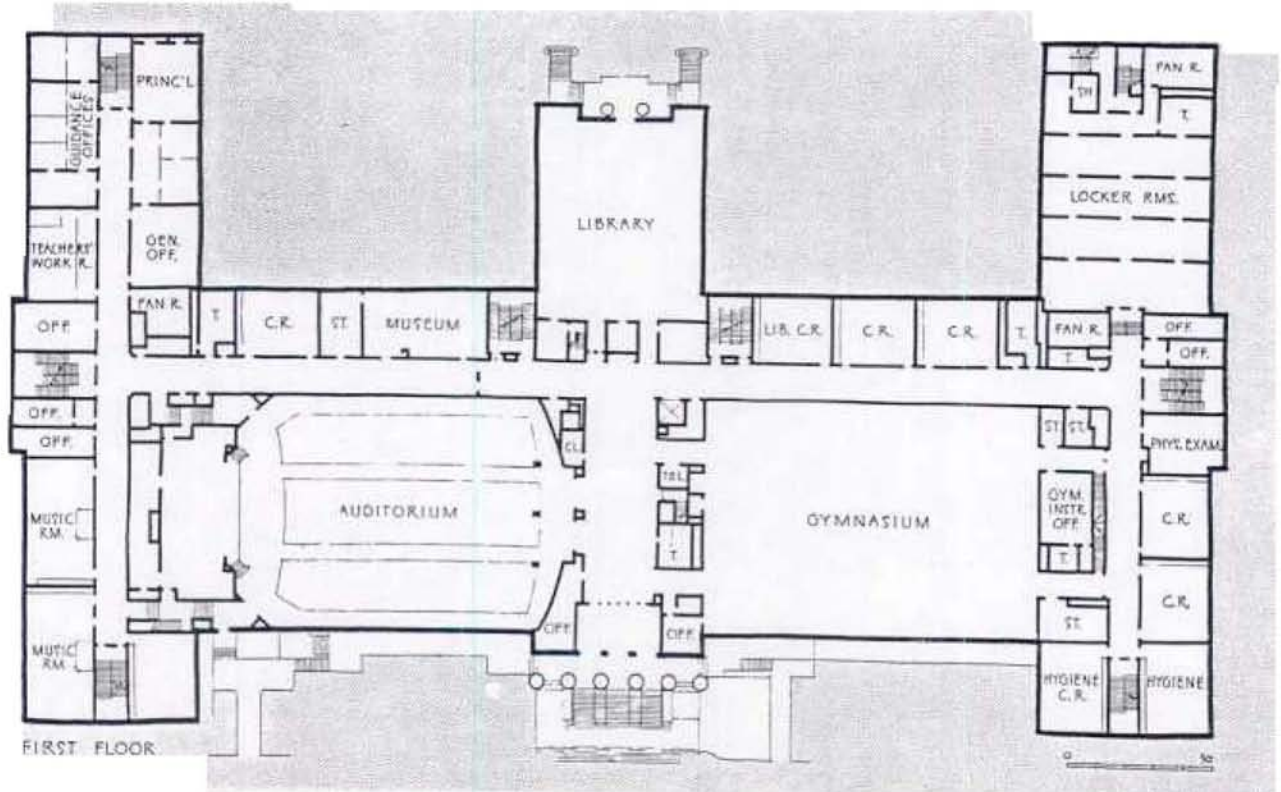 PRINC'L
GUIDANCE
OFFICES
TEACHERS'
WORK R.
GEN.
OFF.
FAN R.
OFF.
T.
C.R.
ST.
MUSEUM
LIBRARY
LIB. C.R.
C.R.
C.R.
T.
FAN R.
T.
FAN R.
SH
T.
LOCKER RMS.
OFF.
OFF.
OFF.
OFF.
MUSIC
RM.
MUSIC
RM
AUDITORIUM
CL.
TEL.
T.
OFF.
OFF.
GYMNASIUM
ST.
ST.
PHYS. EXAM.
GYM.
INSTR.
OFF.
T.
ST.
C.R.
C.R.
HYGIENE
C.R.
HYGIENE
FIRST FLOOR
0 50